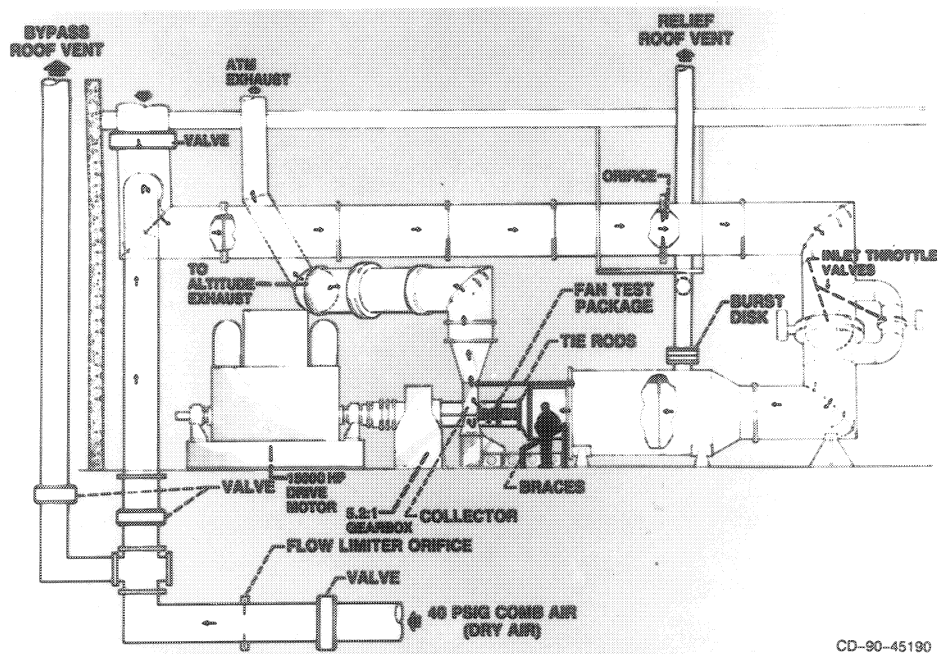 BYPASS
ROOF VENT
RELIEF
ROOF VENT
ATM
EXHAUST
VALVE
ORIFICE
INLET THROTTLE
VALVES
TO
ALTITUDE
EXHAUST
FAN TEST
PACKAGE
BURST
DISK
TIE RODS
VALVE
15000 HP
DRIVE
MOTOR
5.2:1
GEARBOX
COLLECTOR
BRACES
FLOW LIMITER ORIFICE
VALVE
40 PSIG COMB AIR
(DRY AIR)
CD-90-45190